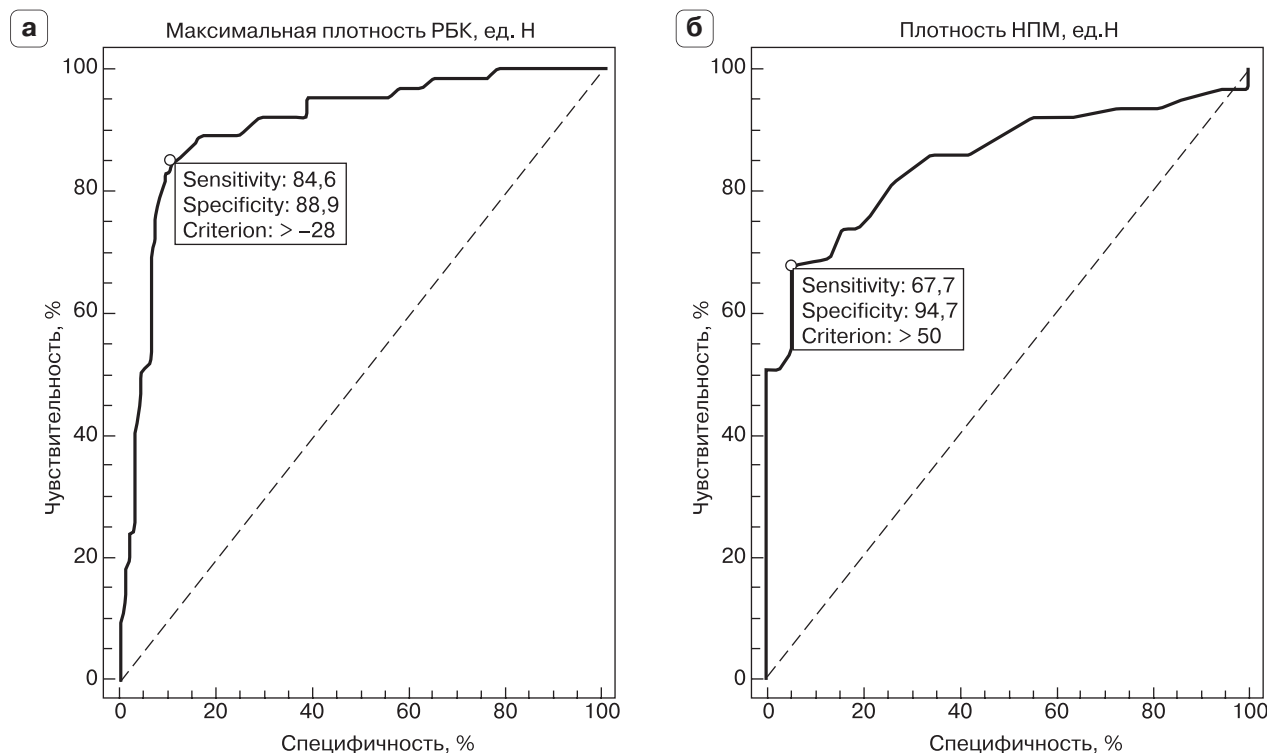 а
Максимальная плотность РБК, ед. Н
100
80
60
40
20
0
Чувствительность, %
Sensitivity: 84,6
Specificity: 88,9
Criterion: > –28
0 20 40 60 80 100
Специфичность, %
б
Плотность НПМ, ед.Н
100
80
60
40
20
0
Чувствительность, %
Sensitivity: 67,7
Specificity: 94,7
Criterion: > 50
0 20 40 60 80 100
Специфичность, %